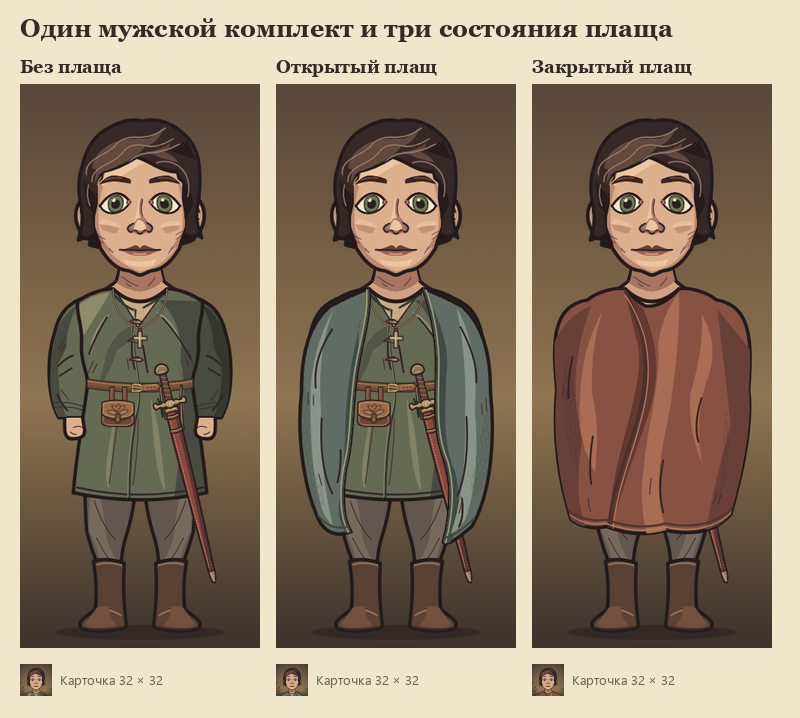 Один мужской комплект и три состояния плаща
Без плаща
Открытый плащ
Закрытый плащ
Карточка 32 × 32
Карточка 32 × 32
Карточка 32 × 32